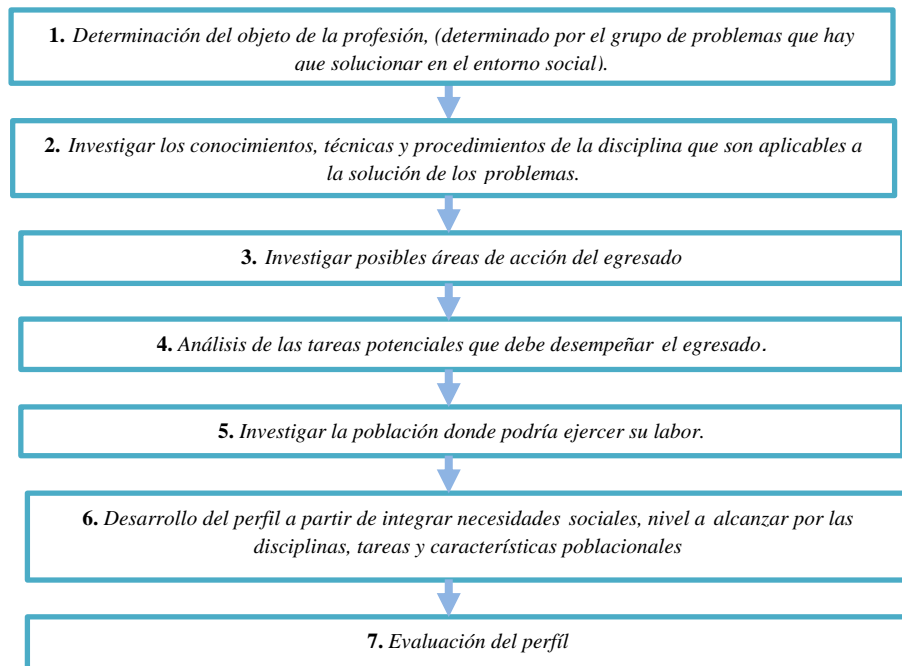 1. Determinación del objeto de la profesión, (determinado por el grupo de problemas que hay
que solucionar en el entorno social).
2. Investigar los conocimientos, técnicas y procedimientos de la disciplina que son aplicables a
la solución de los problemas.
3. Investigar posibles áreas de acción del egresado
4. Análisis de las tareas potenciales que debe desempeñar el egresado.
5. Investigar la población donde podría ejercer su labor.
6. Desarrollo del perfil a partir de integrar necesidades sociales, nivel a alcanzar por las
disciplinas, tareas y características poblacionales
7. Evaluación del perfíl